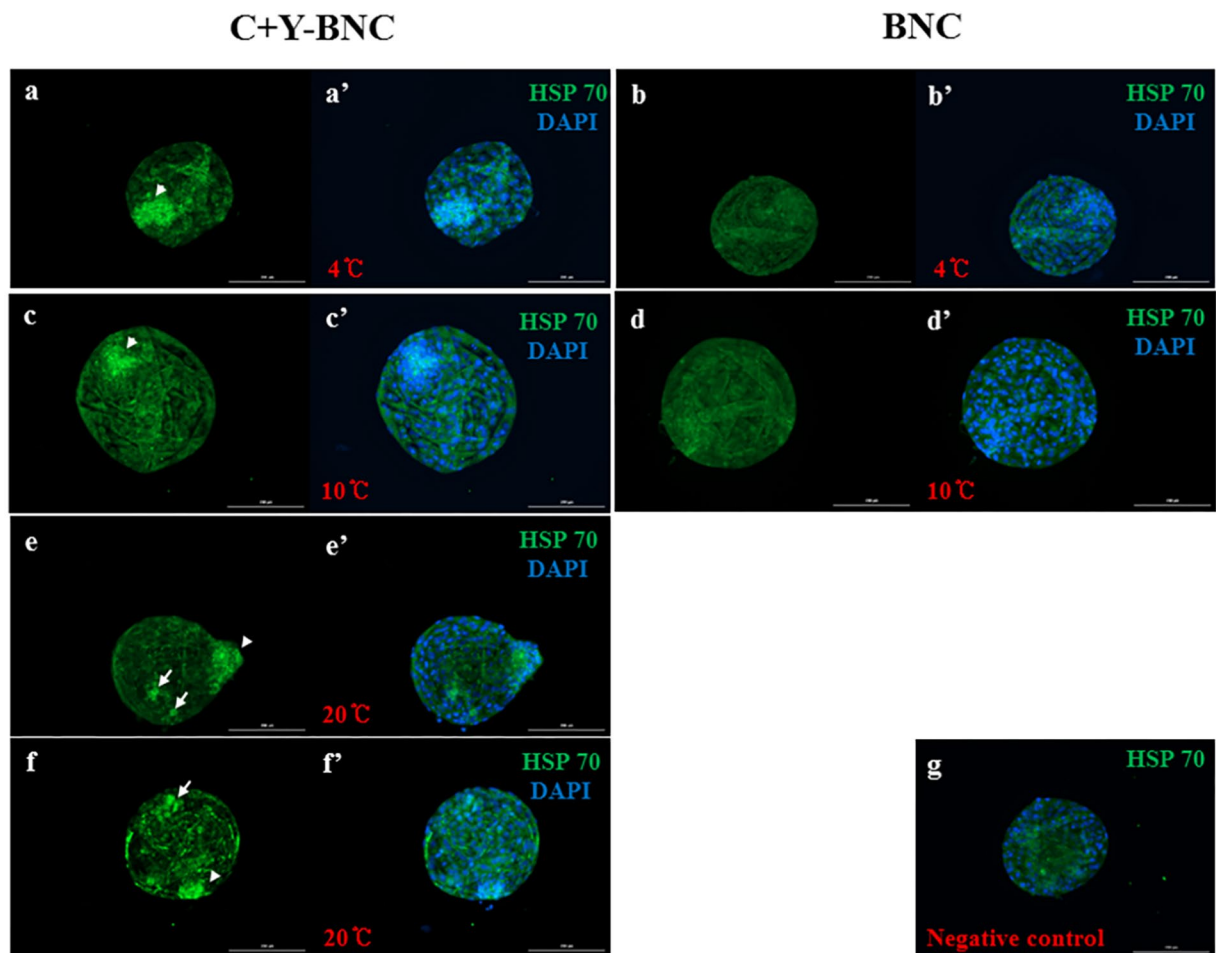 C+Y-BNC
BNC
a
a’
HSP 70
DAPI
4℃
b
b’
HSP 70
DAPI
4℃
c
c’
HSP 70
DAPI
10℃
d
d’
HSP 70
DAPI
10℃
e
e’
HSP 70
DAPI
20℃
f
f’
HSP 70
DAPI
20℃
g
HSP 70
Negative control